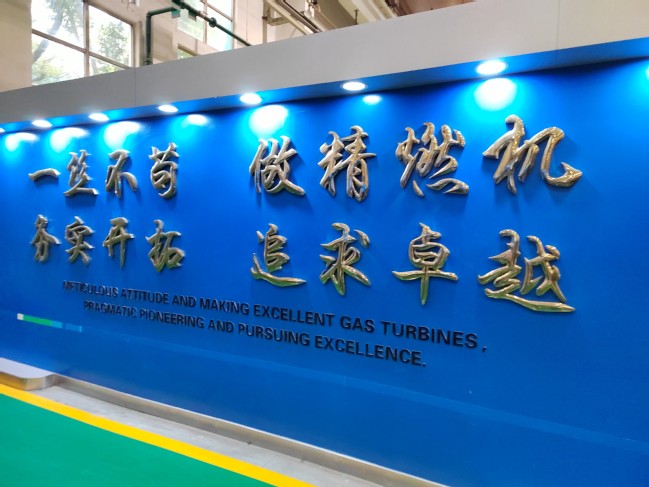 一丝不苟 做精燃机
务实开拓 追求卓越
METICULOUS ATTITUDE AND MAKING EXCELLENT GAS TURBINES,
PRAGMATIC PIONEERING AND PURSUING EXCELLENCE.